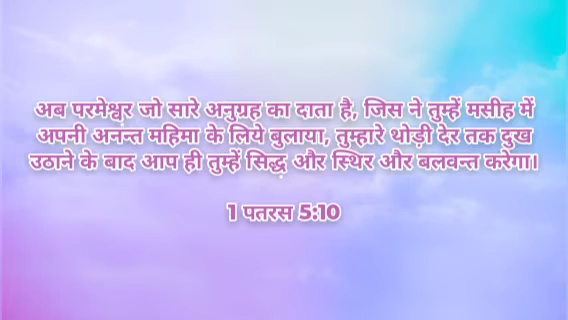 अब परमेश्वर जो सारे अनुग्रह का दाता है, जिस ने तुम्हें मसीह में
अपनी अनन्त महिमा के लिये बुलाया, तुम्हारे थोड़ी देर तक दुख
उठाने के बाद आप ही तुम्हें सिद्ध और स्थिर और बलवन्त करेगा।
1 पतरस 5:10